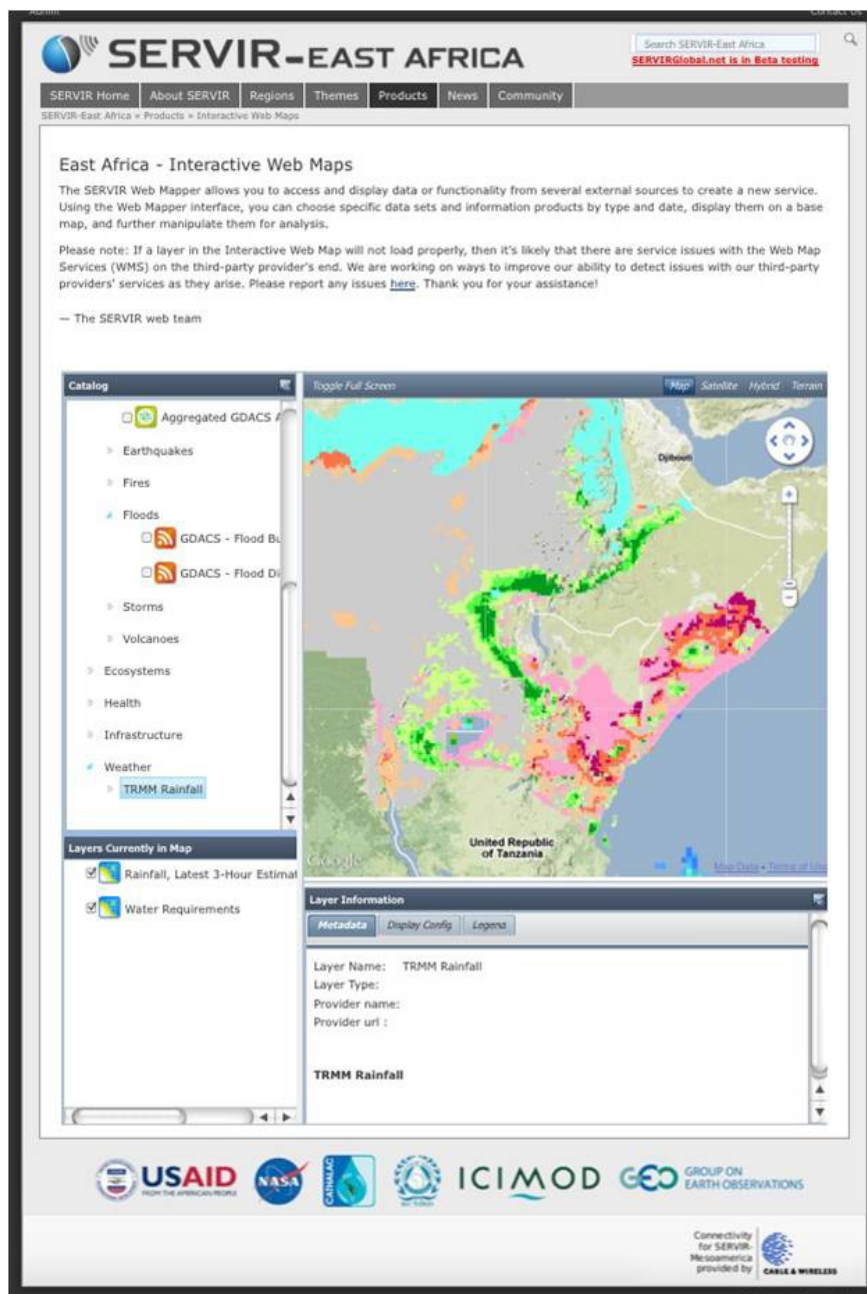 Admin
Contact Us
SERVIR-EAST AFRICA
Search SERVIR-East Africa
SERVIRGlobal.net is in Beta testing
SERVIR Home About SERVIR Regions Themes Products News Community
SERVIR-East Africa » Products » Interactive Web Maps
East Africa - Interactive Web Maps
The SERVIR Web Mapper allows you to access and display data or functionality from several external sources to create a new service.
Using the Web Mapper interface, you can choose specific data sets and information products by type and date, display them on a base
map, and further manipulate them for analysis.
Please note: If a layer in the Interactive Web Map will not load properly, then it's likely that there are service issues with the Web Map
Services (WMS) on the third-party provider's end. We are working on ways to improve our ability to detect issues with our third-party
providers' services as they arise. Please report any issues here. Thank you for your assistance!
— The SERVIR web team
Catalog
Aggregated GDACS A
Earthquakes
Fires
Floods
GDACS - Flood Bu
GDACS - Flood Di
Storms
Volcanoes
Ecosystems
Health
Infrastructure
Weather
TRMM Rainfall
Layers Currently in Map
Rainfall, Latest 3-Hour Estimat
Water Requirements
Toggle Full Screen
Map Satellite Hybrid Terrain
Djibouti
United Republic
of Tanzania
Google
Map Data - Terms of Use
Layer Information
Metadata Display Config Legend
Layer Name: TRMM Rainfall
Layer Type:
Provider name:
Provider url :
TRMM Rainfall
USAID
FROM THE AMERICAN PEOPLE
NASA
CATHALAC
ICIMOD
GEO GROUP ON
EARTH OBSERVATIONS
Connectivity
for SERVIR-
Mesoamerica
provided by
CABLE & WIRELESS